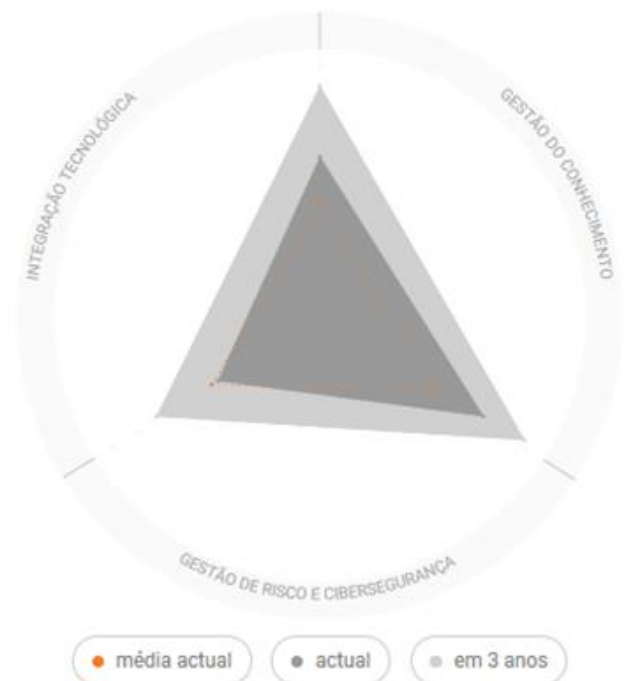 INTEGRAÇÃO TECNOLÓGICA
GESTÃO DO CONHECIMENTO
GESTÃO DE RISCO E CIBERSEGURANÇA
média actual
actual
em 3 anos